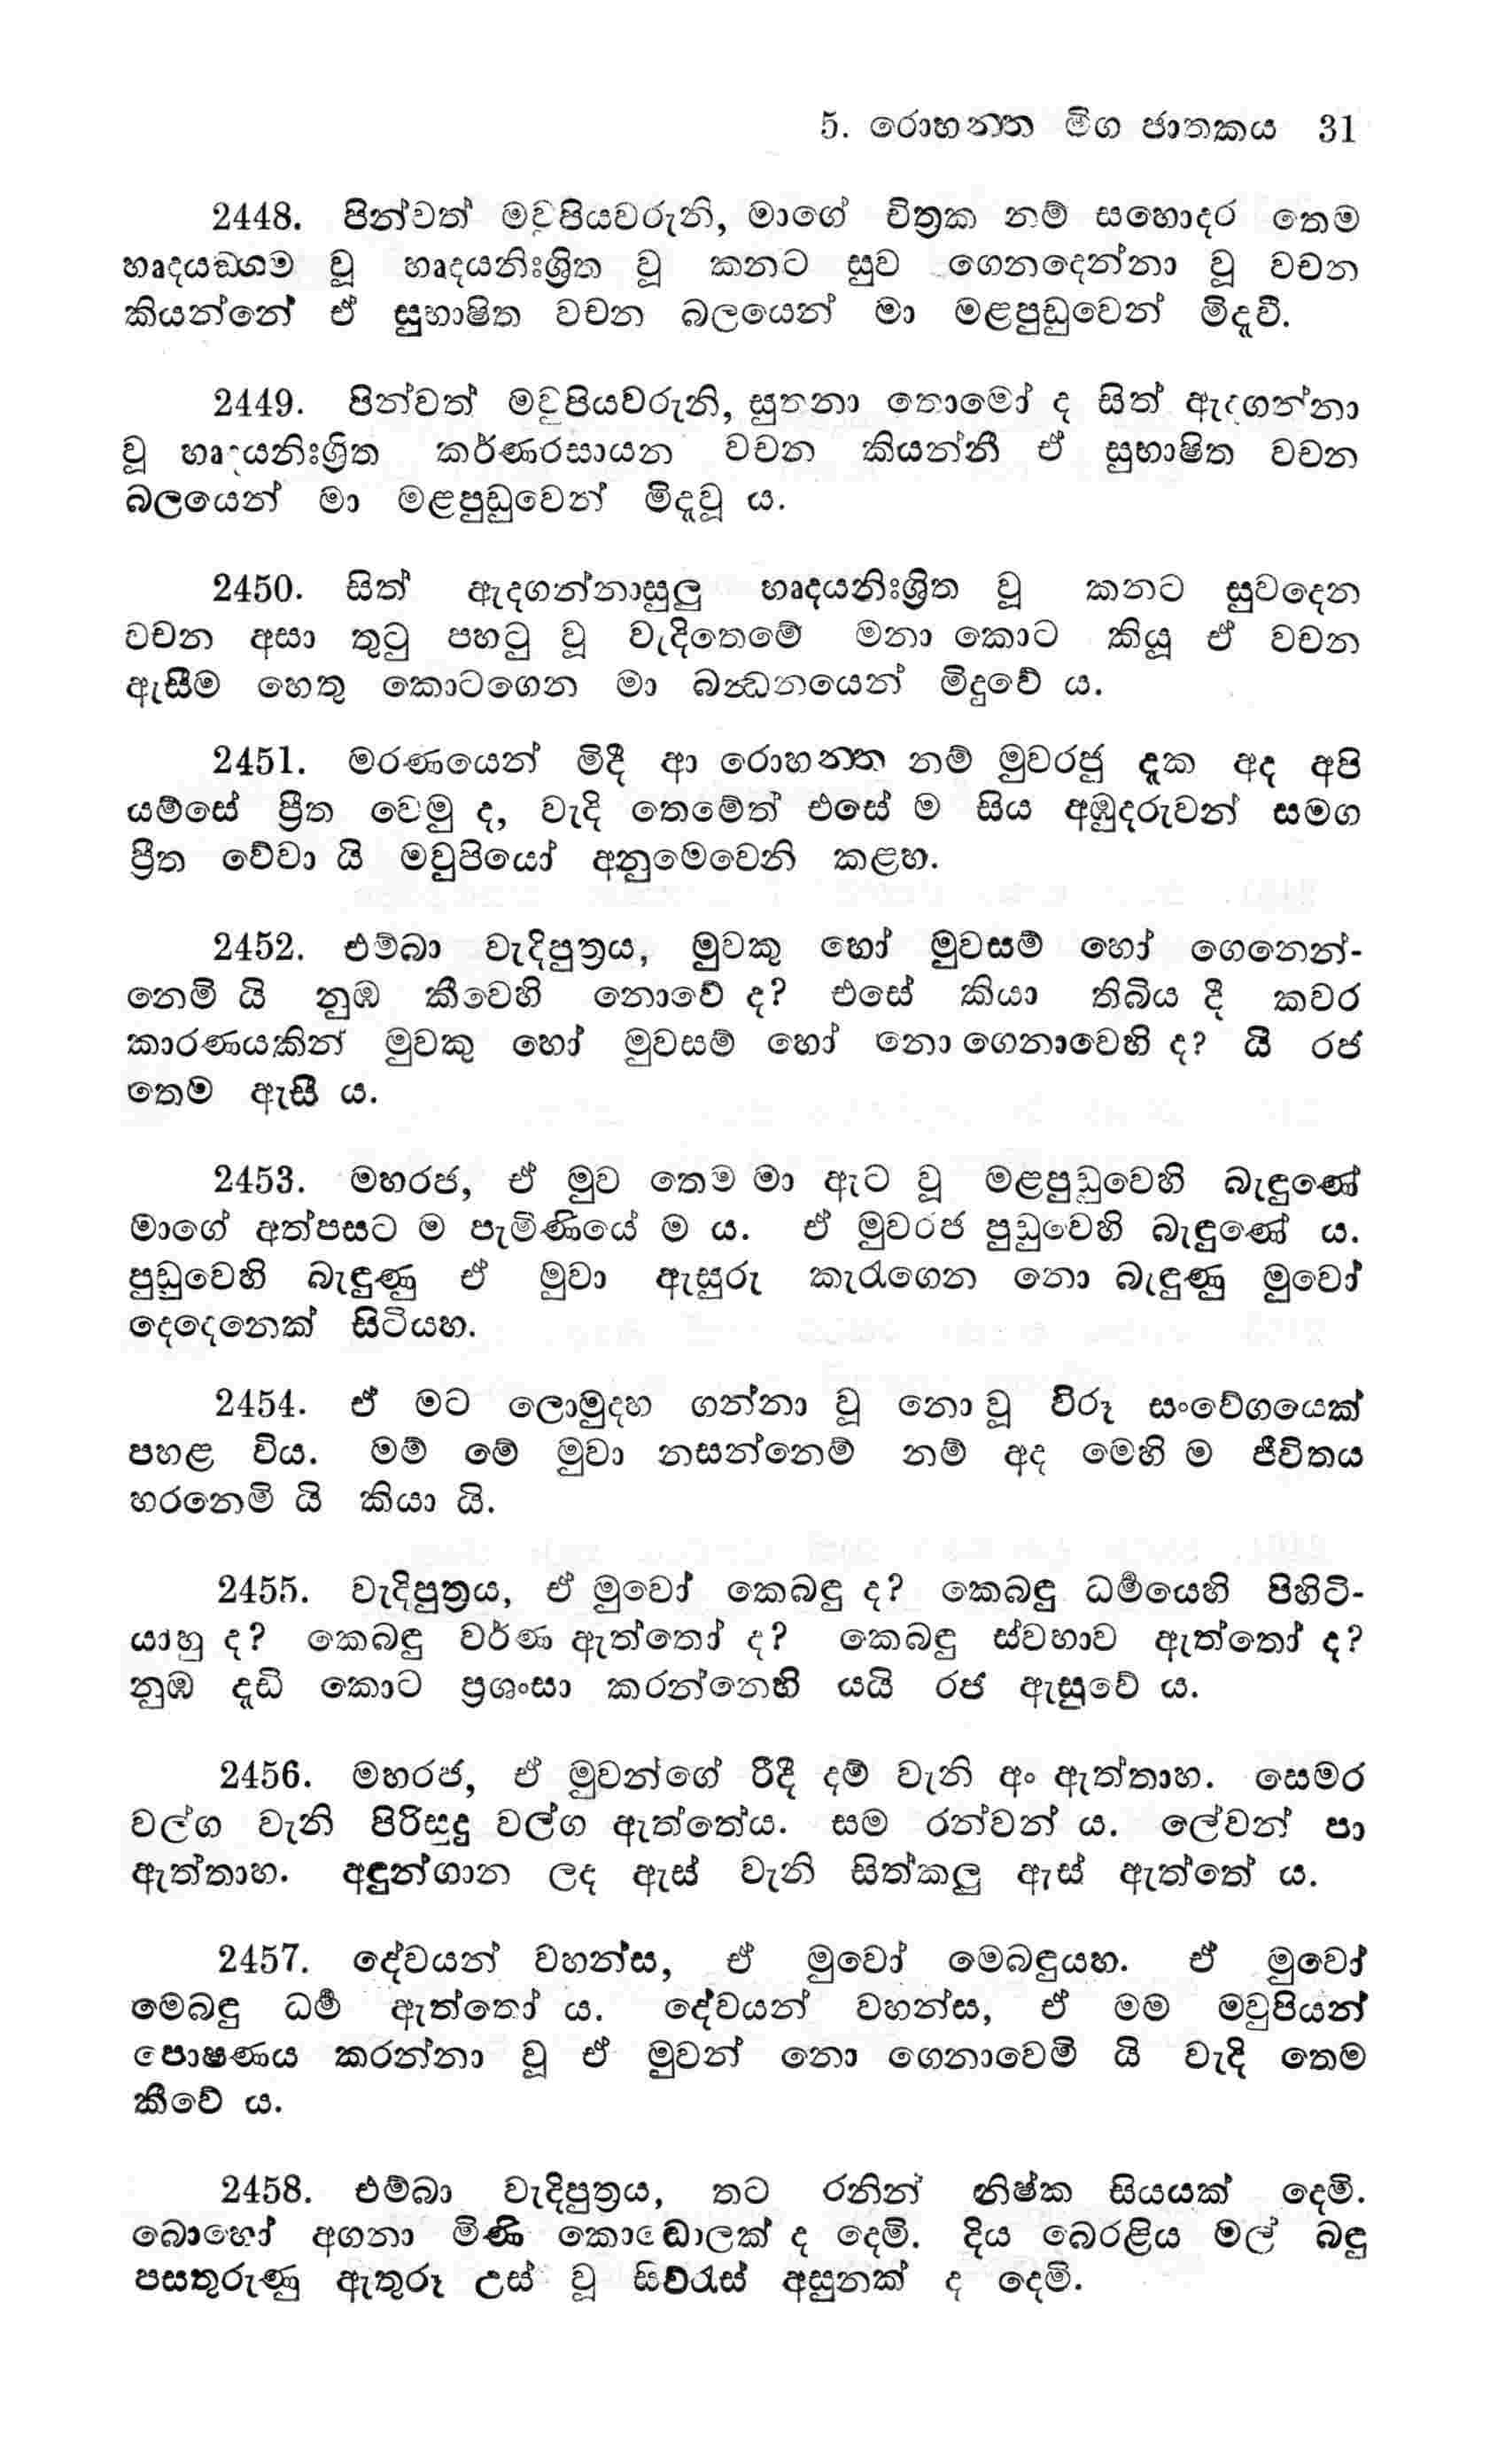 5. රොහන්ත මිග ජාතකය 31
2448. පින්වත් මවුපියවරුනි, මාගේ චිත්‍රක නම් සහොදර තෙම
හෘදයඞ්ගම වූ හෘදයනිඃශ්‍රිත වූ කනට සුව ගෙනදෙන්නා වූ වචන
කියන්නේ ඒ සුභාෂිත වචන බලයෙන් මා මළපුඩුවෙන් මිදැවී.
2449. පින්වත් මවුපියවරුනි, සුතනා තොමෝ ද සිත් ඇදගන්නා
වූ හෘදයනිඃශ්‍රිත කර්ණරසායන වචන කියන්නී ඒ සුභාෂිත වචන
බලයෙන් මා මළපුඩුවෙන් මිදැවූ ය.
2450. සිත් ඇදගන්නාසුලු හෘදයනිඃශ්‍රිත වූ කනට සුවදෙන
වචන අසා තුටු පහටු වූ වැදිතෙමේ මනා කොට කියූ ඒ වචන
ඇසීම හෙතු කොටගෙන මා බන්‍ධනයෙන් මිදුවේ ය.
2451. මරණයෙන් මිදී ආ රොහන්ත නම් මුවරජු දැක අද අපි
යම්සේ ප්‍රීත වෙමු ද, වැදි තෙමේත් එසේ ම සිය අඹුදරුවන් සමග
ප්‍රීත වේවා යි මවුපියෝ අනුමෙවෙනි කළහ.
2452. එම්බා වැදිපුත්‍රය, මුවකු හෝ මුවසම් හෝ ගෙනෙන්-
නෙමි යි නුඹ කීවෙහි නොවේ ද? එසේ කියා තිබිය දී කවර
කාරණයකින් මුවකු හෝ මුවසම් හෝ නො ගෙනාවෙහි ද? යි රජ
තෙම ඇසී ය.
2453. මහරජ, ඒ මුව තෙම මා ඇට වූ මළපුඩුවෙහි බැඳුණේ
මාගේ අත්පසට ම පැමිණියේ ම ය. ඒ මුවරජ පුඩුවෙහි බැඳුණේ ය.
පුඩුවෙහි බැඳුණු ඒ මුවා ඇසුරු කැරැගෙන නො බැඳුණු මුවෝ
දෙදෙනෙක් සිටියහ.
2454. ඒ මට ලොමුදහ ගන්නා වූ නො වූ විරූ සංවේගයෙක්
පහළ විය. මම් මේ මුවා නසන්නෙම් නම් අද මෙහි ම ජීවිතය
හරනෙමි යි කියා යි.
2455. වැදිපුත්‍රය, ඒ මුවෝ කෙබඳු ද? කෙබඳු ධර්‍මයෙහි පිහිටි-
යාහු ද? කෙබඳු වර්ණ ඇත්තෝ ද? කෙබඳු ස්වභාව ඇත්තෝ ද?
නුඹ දැඩි කොට ප්‍රශංසා කරන්නෙහි යයි රජ ඇසුවේ ය.
2456. මහරජ, ඒ මුවන්ගේ රිදී දම් වැනි අං ඇත්තාහ. සෙමර
වල්ග වැනි පිරිසුදු වල්ග ඇත්තේය. සම රන්වන් ය. ලේවන් පා
ඇත්තාහ. අඳුන්ගාන ලද ඇස් වැනි සිත්කලු ඇස් ඇත්තේ ය.
2457. දේවයන් වහන්ස, ඒ මුවෝ මෙබඳුයහ. ඒ මුවෝ
මෙබඳු ධර්‍ම ඇත්තෝ ය. දේවයන් වහන්ස, ඒ මම මවුපියන්
පොෂණය කරන්නා වූ ඒ මුවන් නො ගෙනාවෙමි යි වැදි තෙම
කීවේ ය.
2458. එම්බා වැදිපුත්‍රය, තට රනින් නිෂ්ක සියයක් දෙමි.
බොහෝ අගනා මිණි කොඬොලක් ද දෙමි. දිය බෙරළිය මල් බඳු
පසතුරුණු ඇතුරූ උස් වූ සිව්රැස් අසුනක් ද දෙමි.